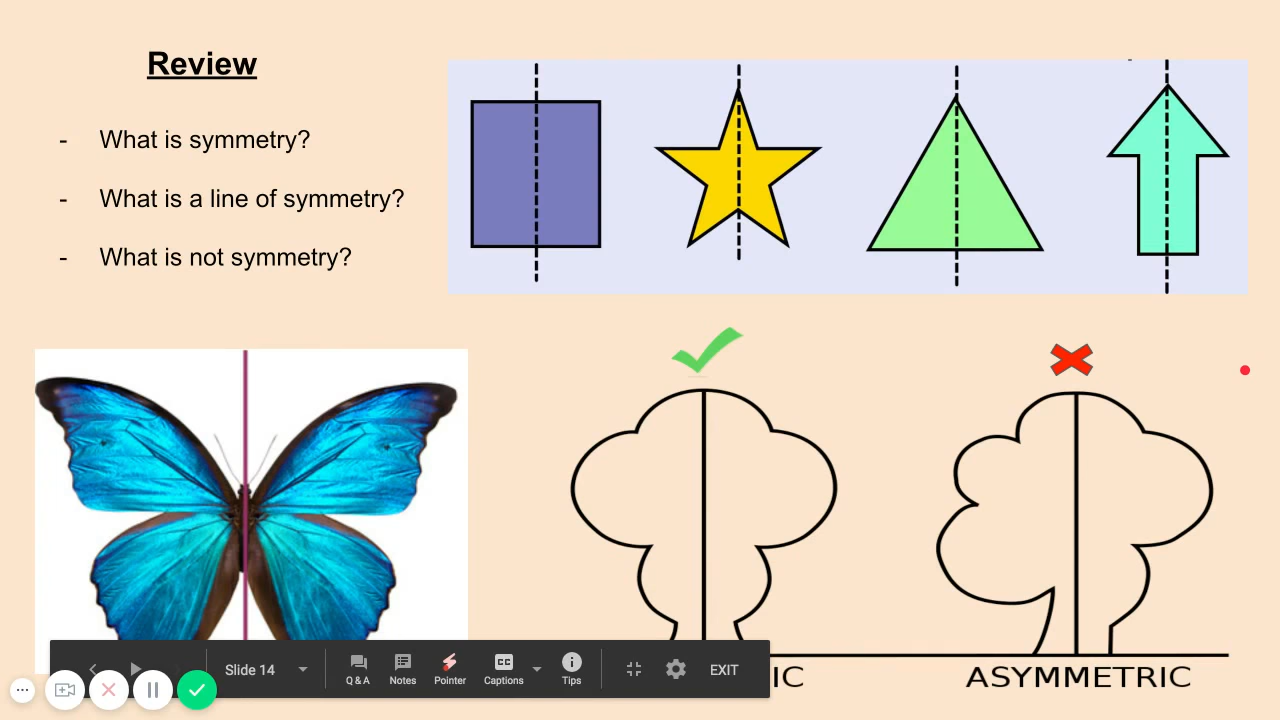 Review
- What is symmetry?
- What is a line of symmetry?
- What is not symmetry?
IC
ASYMMETRIC
Slide 14
Q & A
Notes
Pointer
CC
Captions
Tips
EXIT